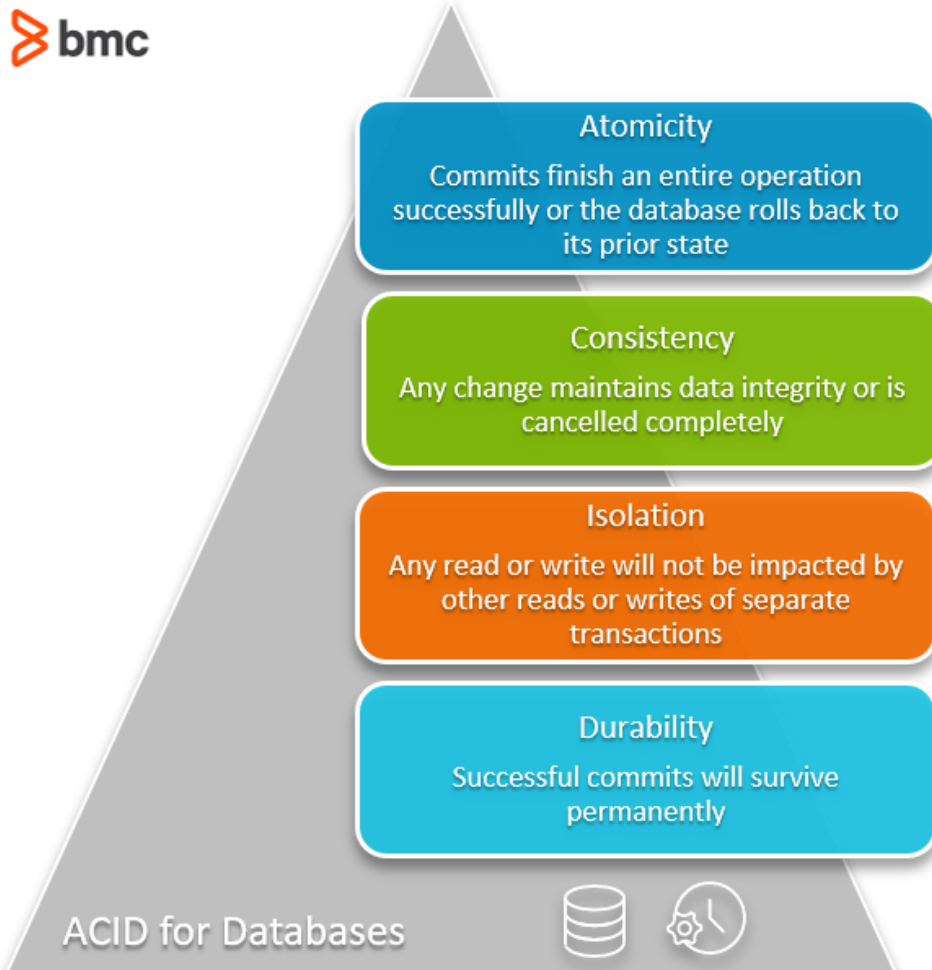 bmc
Atomicity
Commits finish an entire operation
successfully or the database rolls back to
its prior state
Consistency
Any change maintains data integrity or is
cancelled completely
Isolation
Any read or write will not be impacted by
other reads or writes of separate
transactions
Durability
Successful commits will survive
permanently
ACID for Databases